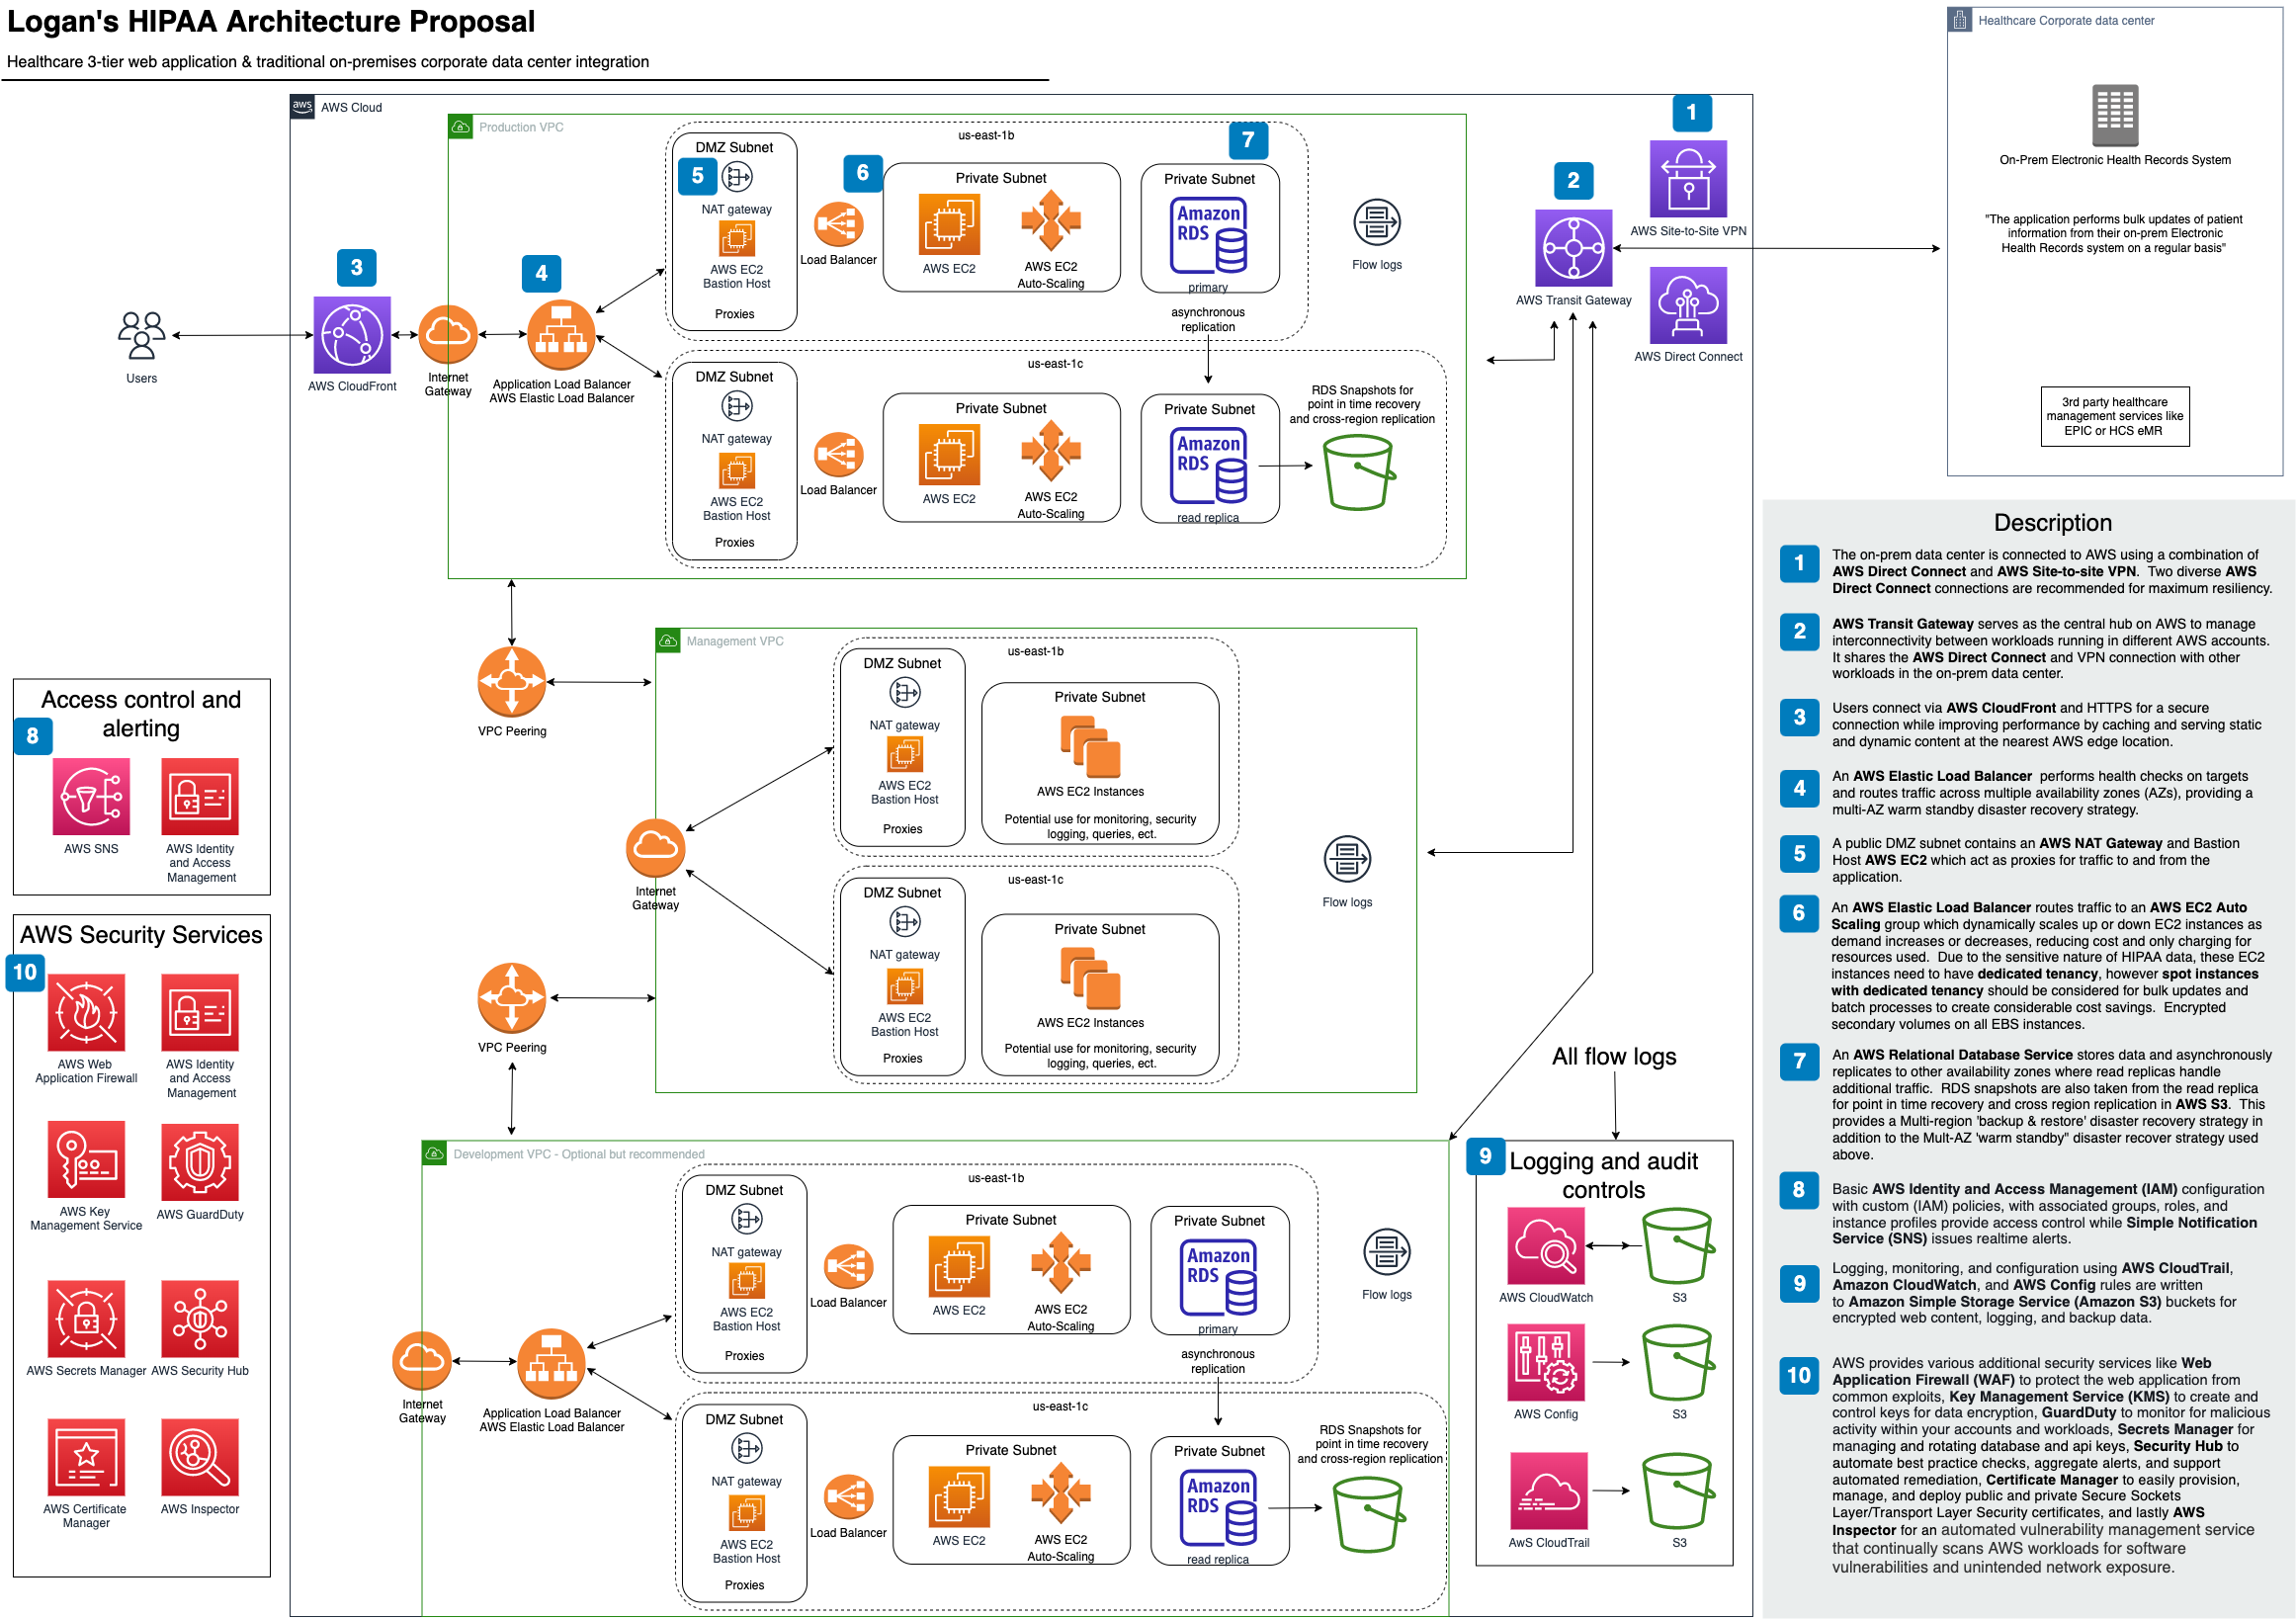 Logan's HIPAA Architecture Proposal
Healthcare 3-tier web application & traditional on-premises corporate data center integration
Healthcare Corporate data center
On-Prem Electronic Health Records System
"The application performs bulk updates of patient
information from their on-prem Electronic
Health Records system on a regular basis"
3rd party healthcare
management services like
EPIC or HCS eMR
aws
AWS Cloud
Production VPC
us-east-1b
DMZ Subnet
5
NAT gateway
AWS EC2
Bastion Host
Proxies
6
Load Balancer
Private Subnet
AWS EC2
AWS EC2
Auto-Scaling
7
Private Subnet
Amazon
RDS
primary
asynchronous
replication
Flow logs
1
AWS Site-to-Site VPN
2
AWS Transit Gateway
AWS Direct Connect
Users
3
AWS CloudFront
Internet
Gateway
4
Application Load Balancer
AWS Elastic Load Balancer
us-east-1c
DMZ Subnet
NAT gateway
AWS EC2
Bastion Host
Proxies
Load Balancer
Private Subnet
AWS EC2
AWS EC2
Auto-Scaling
Private Subnet
Amazon
RDS
read replica
RDS Snapshots for
point in time recovery
and cross-region replication
VPC Peering
Management VPC
us-east-1b
DMZ Subnet
NAT gateway
AWS EC2
Bastion Host
Proxies
Private Subnet
AWS EC2 Instances
Potential use for monitoring, security
logging, queries, ect.
Internet
Gateway
us-east-1c
DMZ Subnet
NAT gateway
AWS EC2
Bastion Host
Proxies
Private Subnet
AWS EC2 Instances
Potential use for monitoring, security
logging, queries, ect.
Flow logs
VPC Peering
Access control and
alerting
8
AWS SNS
AWS Identity
and Access
Management
AWS Security Services
10
AWS Web
Application Firewall
AWS Identity
and Access
Management
AWS Key
Management Service
AWS GuardDuty
AWS Secrets Manager
AWS Security Hub
AWS Certificate
Manager
AWS Inspector
Development VPC - Optional but recommended
us-east-1b
DMZ Subnet
NAT gateway
AWS EC2
Bastion Host
Proxies
Load Balancer
Private Subnet
AWS EC2
AWS EC2
Auto-Scaling
Private Subnet
Amazon
RDS
primary
asynchronous
replication
Flow logs
Internet
Gateway
Application Load Balancer
AWS Elastic Load Balancer
us-east-1c
DMZ Subnet
NAT gateway
AWS EC2
Bastion Host
Proxies
Load Balancer
Private Subnet
AWS EC2
AWS EC2
Auto-Scaling
Private Subnet
Amazon
RDS
read replica
RDS Snapshots for
point in time recovery
and cross-region replication
All flow logs
9
Logging and audit
controls
AWS CloudWatch
S3
AWS Config
S3
AwS CloudTrail
S3
Description
1
The on-prem data center is connected to AWS using a combination of
AWS Direct Connect and AWS Site-to-site VPN. Two diverse AWS
Direct Connect connections are recommended for maximum resiliency.
2
AWS Transit Gateway serves as the central hub on AWS to manage
interconnectivity between workloads running in different AWS accounts.
It shares the AWS Direct Connect and VPN connection with other
workloads in the on-prem data center.
3
Users connect via AWS CloudFront and HTTPS for a secure
connection while improving performance by caching and serving static
and dynamic content at the nearest AWS edge location.
4
An AWS Elastic Load Balancer performs health checks on targets
and routes traffic across multiple availability zones (AZs), providing a
multi-AZ warm standby disaster recovery strategy.
5
A public DMZ subnet contains an AWS NAT Gateway and Bastion
Host AWS EC2 which act as proxies for traffic to and from the
application.
6
An AWS Elastic Load Balancer routes traffic to an AWS EC2 Auto
Scaling group which dynamically scales up or down EC2 instances as
demand increases or decreases, reducing cost and only charging for
resources used. Due to the sensitive nature of HIPAA data, these EC2
instances need to have dedicated tenancy, however spot instances
with dedicated tenancy should be considered for bulk updates and
batch processes to create considerable cost savings. Encrypted
secondary volumes on all EBS instances.
7
An AWS Relational Database Service stores data and asynchronously
replicates to other availability zones where read replicas handle
additional traffic. RDS snapshots are also taken from the read replica
for point in time recovery and cross region replication in AWS S3. This
provides a Multi-region 'backup & restore' disaster recovery strategy in
addition to the Mult-AZ 'warm standby" disaster recover strategy used
above.
8
Basic AWS Identity and Access Management (IAM) configuration
with custom (IAM) policies, with associated groups, roles, and
instance profiles provide access control while Simple Notification
Service (SNS) issues realtime alerts.
9
Logging, monitoring, and configuration using AWS CloudTrail,
Amazon CloudWatch, and AWS Config rules are written
to Amazon Simple Storage Service (Amazon S3) buckets for
encrypted web content, logging, and backup data.
10
AWS provides various additional security services like Web
Application Firewall (WAF) to protect the web application from
common exploits, Key Management Service (KMS) to create and
control keys for data encryption, GuardDuty to monitor for malicious
activity within your accounts and workloads, Secrets Manager for
managing and rotating database and api keys, Security Hub to
automate best practice checks, aggregate alerts, and support
automated remediation, Certificate Manager to easily provision,
manage, and deploy public and private Secure Sockets
Layer/Transport Layer Security certificates, and lastly AWS
Inspector for an automated vulnerability management service
that continually scans AWS workloads for software
vulnerabilities and unintended network exposure.